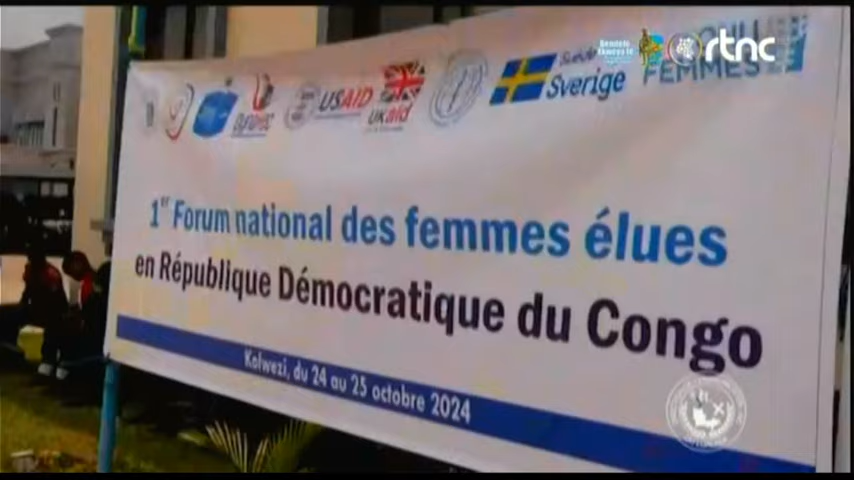 rtnc
ONU
FEMMES
USAID
UKaid
Sverige
1er Forum national des femmes élues
en République Démocratique du Congo
Kolwezi, du 24 au 25 octobre 2024